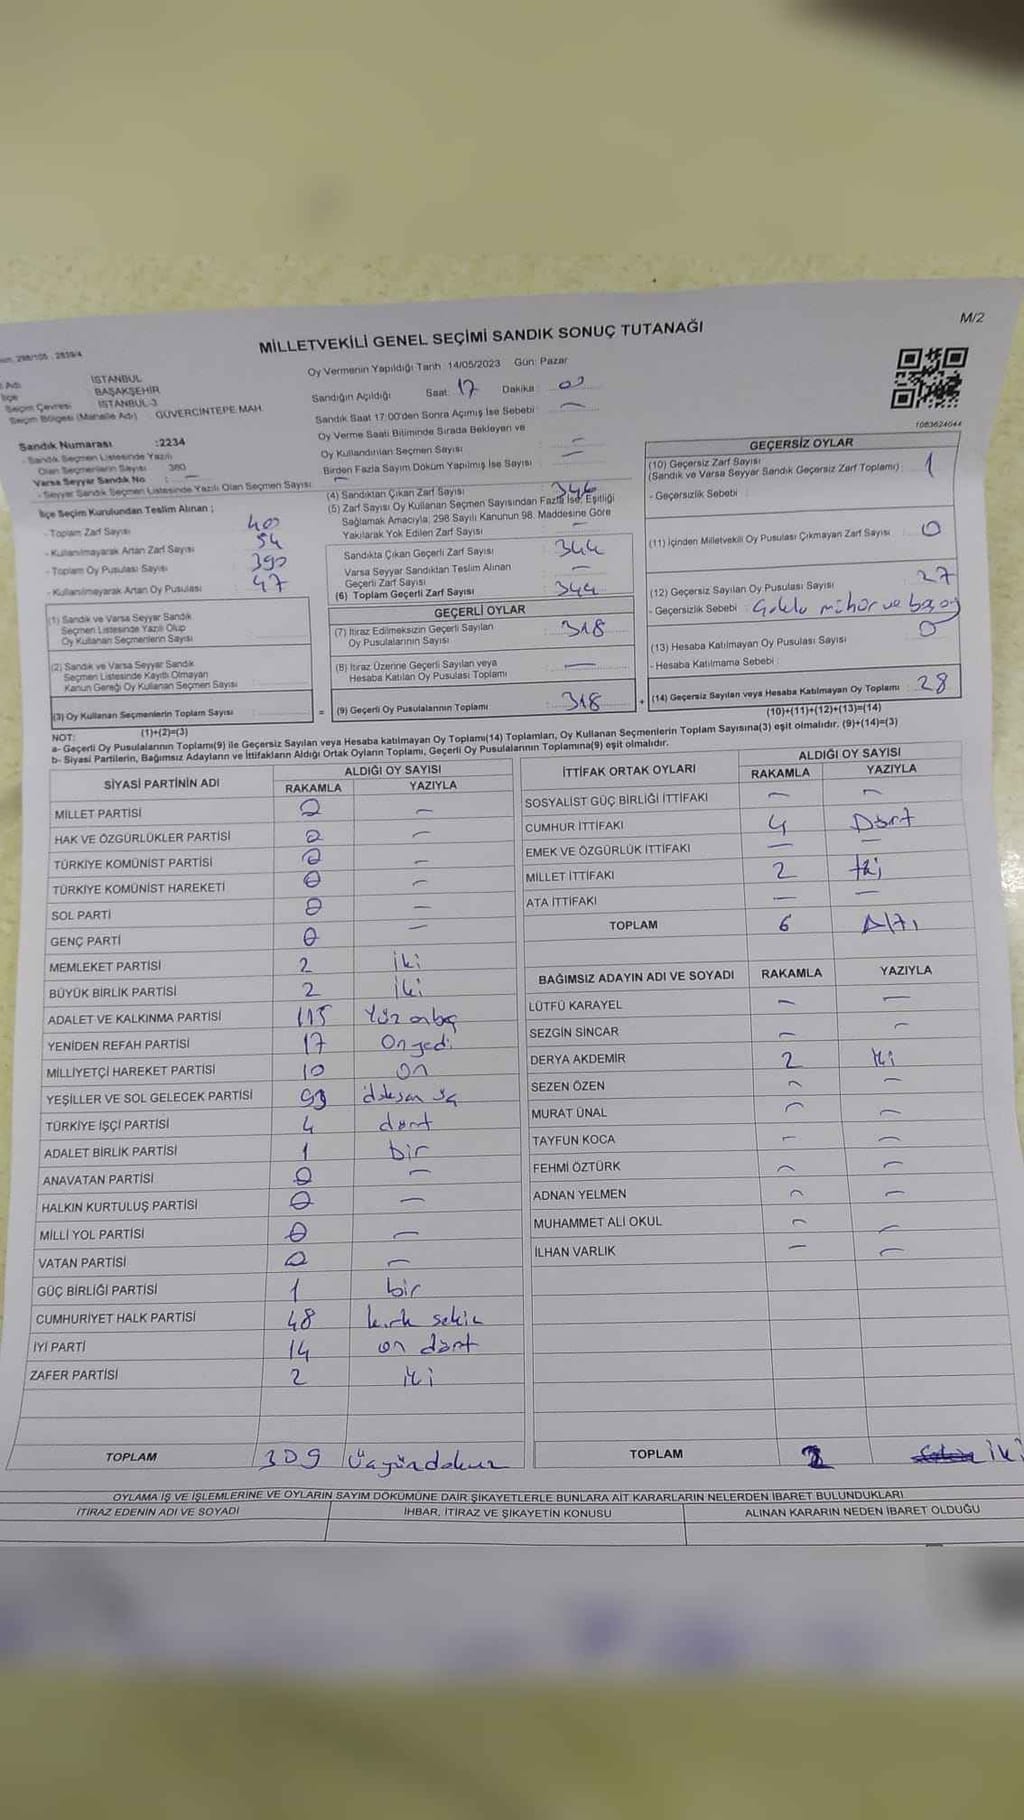 M/2
MİLLETVEKİLİ GENEL SEÇİMİ SANDIK SONUÇ TUTANAĞI
298/105 , 2839/4
Adı İSTANBUL
İlçe BAŞAKŞEHİR
Seçim Çevresi İSTANBUL-3
Seçim Bölgesi (Mahalle Adı) GÜVERCİNTEPE MAH.
Sandık Numarası :2234
- Sandık Seçmen Listesinde Yazılı
Olan Seçmenlerin Sayısı 380
Varsa Seyyar Sandık No : —
- Seyyar Sandık Seçmen Listesinde Yazılı Olan Seçmen Sayısı :
İlçe Seçim Kurulundan Teslim Alınan ;
- Toplam Zarf Sayısı 400
- Kullanılmayarak Artan Zarf Sayısı 54
- Toplam Oy Pusulası Sayısı 390
- Kullanılmayarak Artan Oy Pusulası 47
(1) Sandık ve Varsa Seyyar Sandık
Seçmen Listesinde Yazılı Olup
Oy Kullanan Seçmenlerin Sayısı
(2) Sandık ve Varsa Seyyar Sandık
Seçmen Listesinde Kayıtlı Olmayan
Kanun Gereği Oy Kullanan Seçmen Sayısı
(3) Oy Kullanan Seçmenlerin Toplam Sayısı
(1)+(2)=(3)
Oy Vermenin Yapıldığı Tarih :14/05/2023 Gün: Pazar
Sandığın Açıldığı Saat 17 Dakika : 00
Sandık Saat 17:00'den Sonra Açımış İse Sebebi : —
Oy Verme Saati Bitiminde Sırada Bekleyen ve
Oy Kullandırılan Seçmen Sayısı : —
Birden Fazla Sayım Döküm Yapılmış İse Sayısı : —
(4) Sandıktan Çıkan Zarf Sayısı 346
(5) Zarf Sayısı Oy Kullanan Seçmen Sayısından Fazla İse, Eşitliği
Sağlamak Amacıyla; 298 Sayılı Kanunun 98. Maddesine Göre
Yakılarak Yok Edilen Zarf Sayısı —
Sandıkta Çıkan Geçerli Zarf Sayısı 344
Varsa Seyyar Sandıktan Teslim Alınan
Geçerli Zarf Sayısı —
(6) Toplam Geçerli Zarf Sayısı 344
GEÇERLİ OYLAR
(7) İtiraz Edilmeksizin Geçerli Sayılan
Oy Pusulalarının Sayısı 318
(8) İtiraz Üzerine Geçerli Sayılan veya
Hesaba Katılan Oy Pusulası Toplamı —
= (9) Geçerli Oy Pusulalarının Toplamı 318
1083624044
GEÇERSİZ OYLAR
(10) Geçersiz Zarf Sayısı
(Sandık ve Varsa Seyyar Sandık Geçersiz Zarf Toplamı) : 1
- Geçersizlik Sebebi :
(11) İçinden Milletvekili Oy Pusulası Çıkmayan Zarf Sayısı 0
(12) Geçersiz Sayılan Oy Pusulası Sayısı 27
- Geçersizlik Sebebi :
(13) Hesaba Katılmayan Oy Pusulası Sayısı 0
- Hesaba Katılmama Sebebi :
+ (14) Geçersiz Sayılan veya Hesaba Katılmayan Oy Toplamı : 28
(10)+(11)+(12)+(13)=(14)
NOT:
a- Geçerli Oy Pusulalarının Toplamı(9) ile Geçersiz Sayılan veya Hesaba katılmayan Oy Toplamı(14) Toplamları, Oy Kullanan Seçmenlerin Toplam Sayısına(3) eşit olmalıdır. (9)+(14)=(3)
b- Siyasi Partilerin, Bağımsız Adayların ve İttifakların Aldığı Ortak Oyların Toplamı, Geçerli Oy Pusulalarının Toplamına(9) eşit olmalıdır.
SİYASİ PARTİNİN ADI ALDIĞI OY SAYISI
RAKAMLA YAZIYLA
MİLLET PARTİSİ 0 —
HAK VE ÖZGÜRLÜKLER PARTİSİ 0 —
TÜRKİYE KOMÜNİST PARTİSİ 0 —
TÜRKİYE KOMÜNİST HAREKETİ 0 —
SOL PARTİ 0 —
GENÇ PARTİ 0 —
MEMLEKET PARTİSİ 2 iki
BÜYÜK BİRLİK PARTİSİ 2 iki
ADALET VE KALKINMA PARTİSİ 115 Yüz onbeş
YENİDEN REFAH PARTİSİ 17 Onyedi
MİLLİYETÇİ HAREKET PARTİSİ 10 On
YEŞİLLER VE SOL GELECEK PARTİSİ 93 doksan üç
TÜRKİYE İŞÇİ PARTİSİ 4 dört
ADALET BİRLİK PARTİSİ 1 bir
ANAVATAN PARTİSİ 0 —
HALKIN KURTULUŞ PARTİSİ 0 —
MİLLİ YOL PARTİSİ 0 —
VATAN PARTİSİ 0 —
GÜÇ BİRLİĞİ PARTİSİ 1 bir
CUMHURİYET HALK PARTİSİ 48 kırk sekiz
İYİ PARTİ 14 on dört
ZAFER PARTİSİ 2 iki
TOPLAM 309 Üçyüzdokuz
İTTİFAK ORTAK OYLARI ALDIĞI OY SAYISI
RAKAMLA YAZIYLA
SOSYALİST GÜÇ BİRLİĞİ İTTİFAKI — —
CUMHUR İTTİFAKI 4 Dört
EMEK VE ÖZGÜRLÜK İTTİFAKI — —
MİLLET İTTİFAKI 2 iki
ATA İTTİFAKI — —
TOPLAM 6 Altı
BAĞIMSIZ ADAYIN ADI VE SOYADI RAKAMLA YAZIYLA
LÜTFÜ KARAYEL — —
SEZGİN SİNCAR — —
DERYA AKDEMİR 2 iki
SEZEN ÖZEN — —
MURAT ÜNAL — —
TAYFUN KOCA — —
FEHMİ ÖZTÜRK — —
ADNAN YELMEN — —
MUHAMMET ALİ OKUL — —
İLHAN VARLIK — —
TOPLAM 2 iki
OYLAMA İŞ VE İŞLEMLERİNE VE OYLARIN SAYIM DÖKÜMÜNE DAİR ŞİKAYETLERLE BUNLARA AİT KARARLARIN NELERDEN İBARET BULUNDUKLARI
İTİRAZ EDENİN ADI VE SOYADI İHBAR, İTİRAZ VE ŞİKAYETİN KONUSU ALINAN KARARIN NEDEN İBARET OLDUĞU